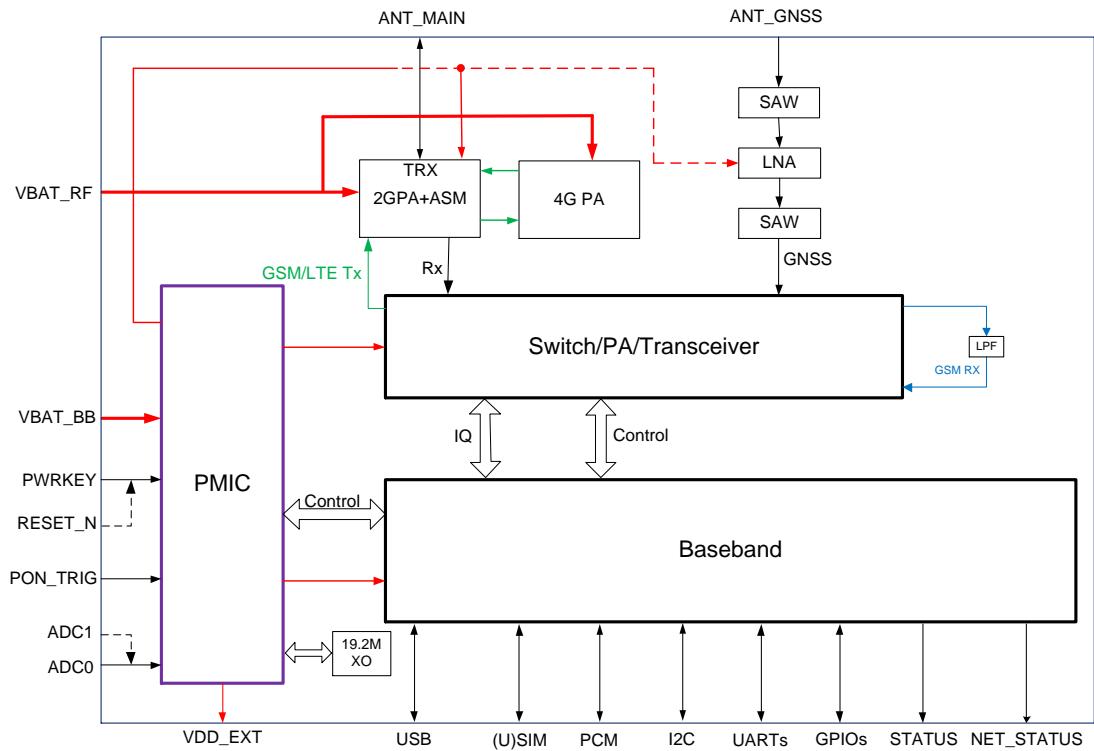 ANT_MAIN
ANT_GNSS
SAW
LNA
SAW
GNSS
VBAT_RF
TRX
2GPA+ASM
4G PA
Rx
GSM/LTE Tx
Switch/PA/Transceiver
LPF
GSM RX
VBAT_BB
PWRKEY
RESET_N
PON_TRIG
ADC1
ADC0
PMIC
IQ
Control
Control
Baseband
19.2M
XO
VDD_EXT
USB
(U)SIM
PCM
I2C
UARTs
GPIOs
STATUS
NET_STATUS